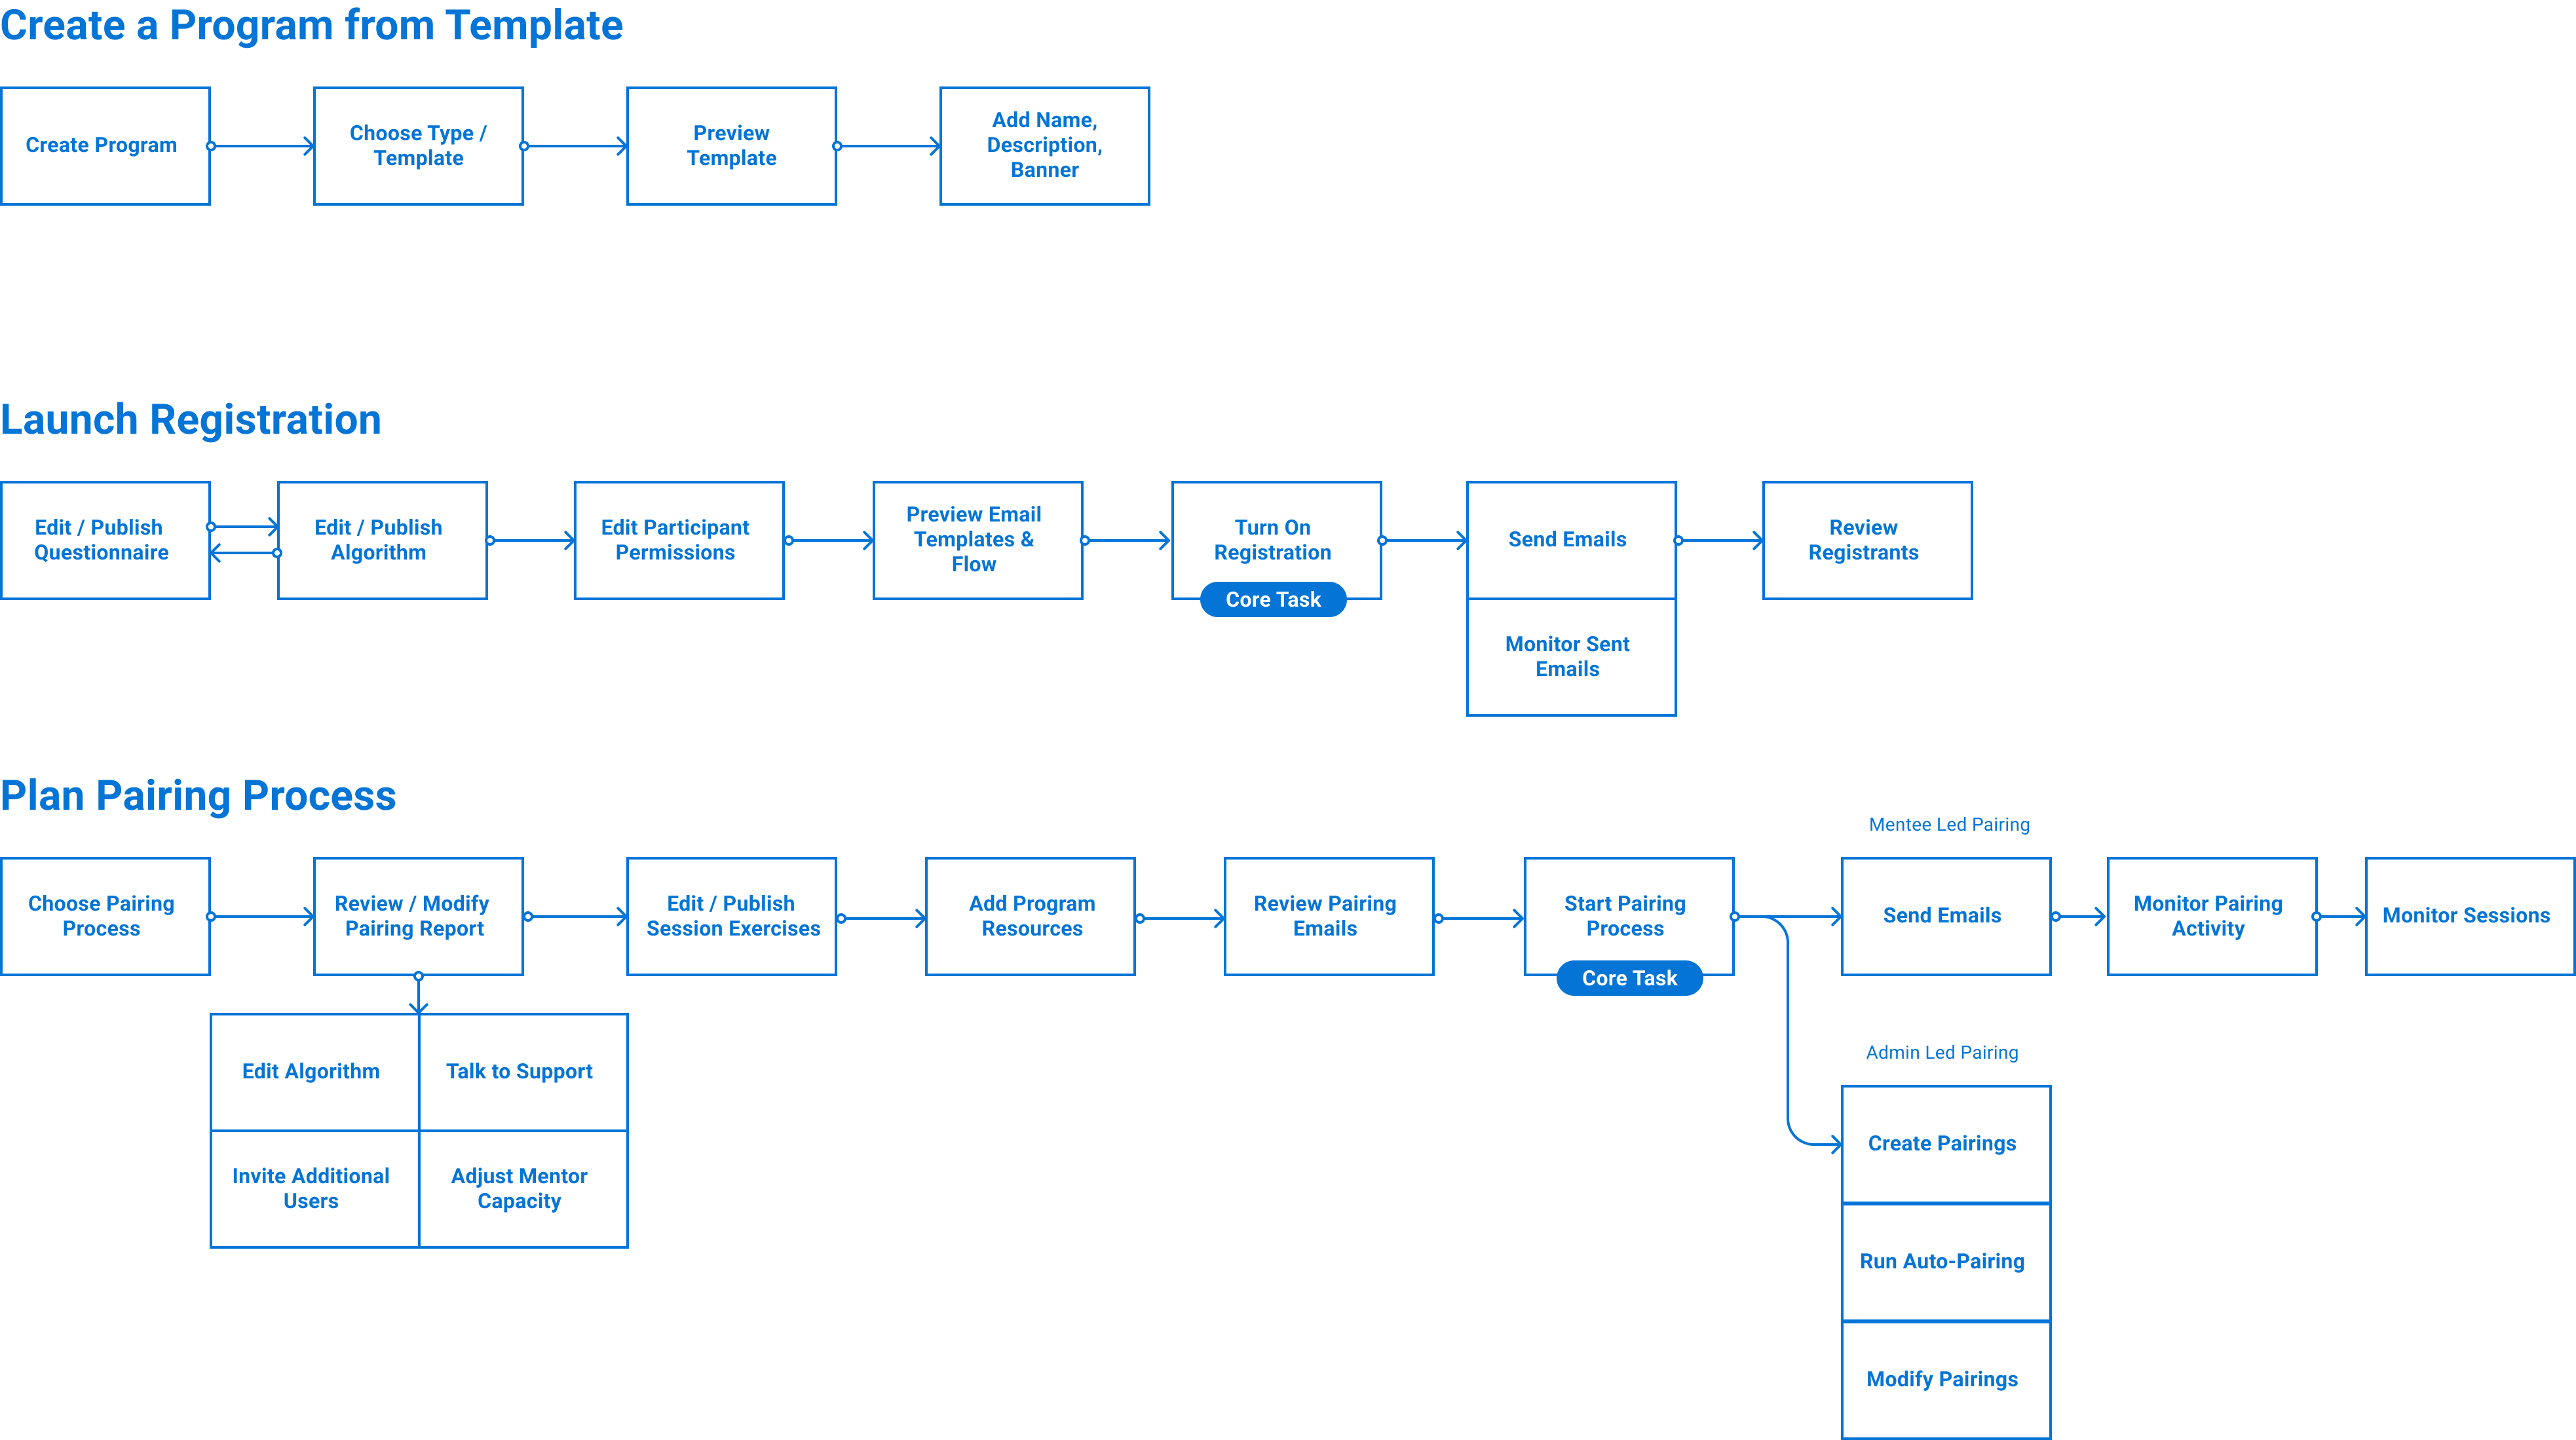 Create a Program from Template
Create Program
Choose Type /
Template
Preview
Template
Add Name,
Description,
Banner
Launch Registration
Edit / Publish
Questionnaire
Edit / Publish
Algorithm
Edit Participant
Permissions
Preview Email
Templates &
Flow
Turn On
Registration
Core Task
Send Emails
Monitor Sent
Emails
Review
Registrants
Plan Pairing Process
Choose Pairing
Process
Review / Modify
Pairing Report
Edit Algorithm
Talk to Support
Invite Additional
Users
Adjust Mentor
Capacity
Edit / Publish
Session Exercises
Add Program
Resources
Review Pairing
Emails
Start Pairing
Process
Core Task
Mentee Led Pairing
Send Emails
Monitor Pairing
Activity
Monitor Sessions
Admin Led Pairing
Create Pairings
Run Auto-Pairing
Modify Pairings